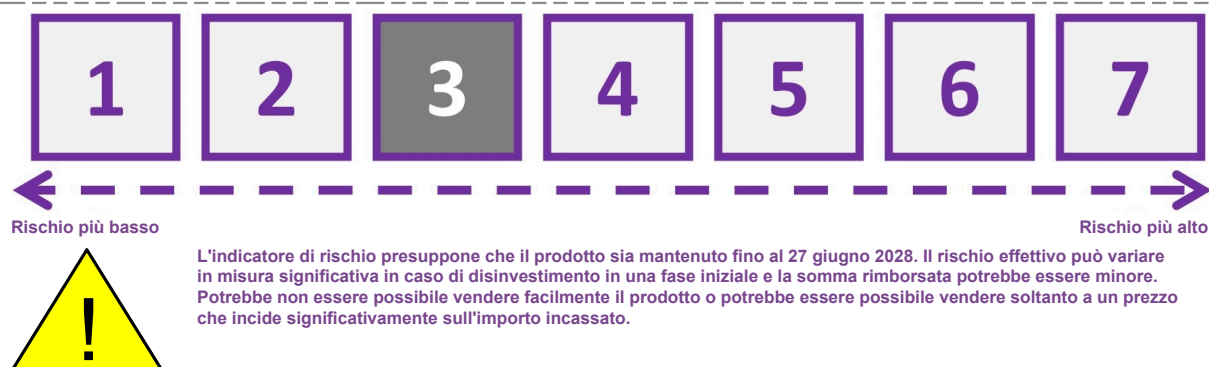 1 2 3 4 5 6 7
Rischio più basso Rischio più alto
L'indicatore di rischio presuppone che il prodotto sia mantenuto fino al 27 giugno 2028. Il rischio effettivo può variare
in misura significativa in caso di disinvestimento in una fase iniziale e la somma rimborsata potrebbe essere minore.
Potrebbe non essere possibile vendere facilmente il prodotto o potrebbe essere possibile vendere soltanto a un prezzo
che incide significativamente sull'importo incassato.
!